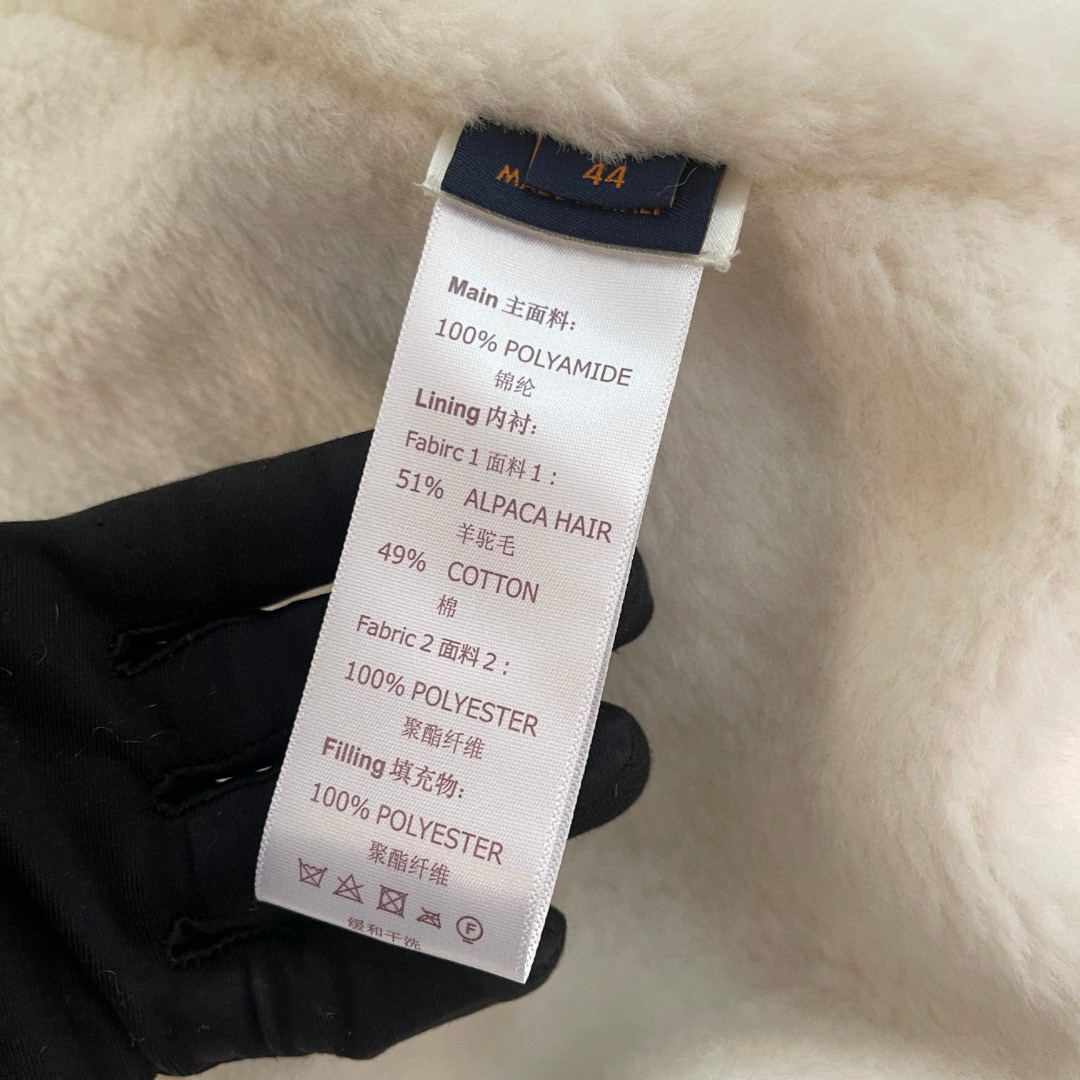 44
Main 主面料:
100% POLYAMIDE
锦纶
Lining 内衬:
Fabirc 1 面料 1 :
51% ALPACA HAIR
羊驼毛
49% COTTON
棉
Fabric 2 面料 2 :
100% POLYESTER
聚酯纤维
Filling 填充物:
100% POLYESTER
聚酯纤维
F
缓和干洗